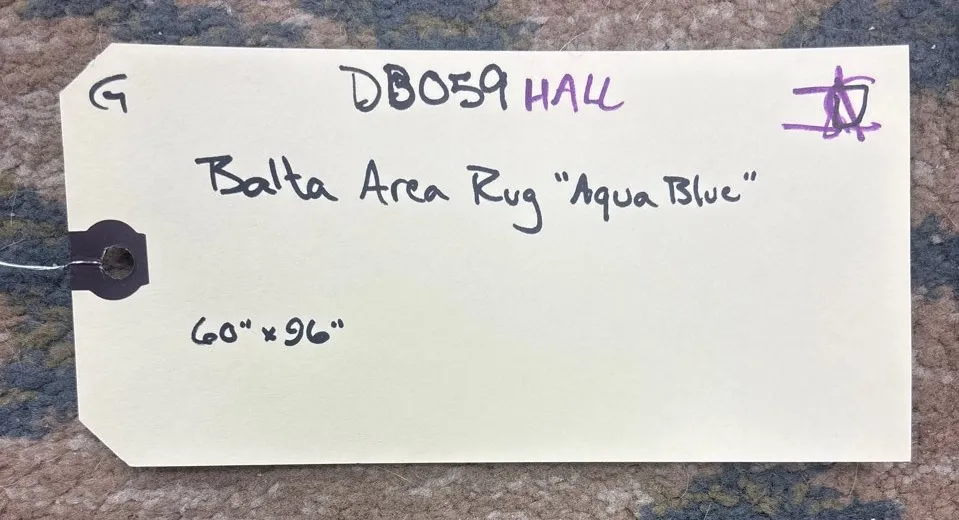 G DB059 HALL
Balta Area Rug "Aqua Blue"
60" x 96"